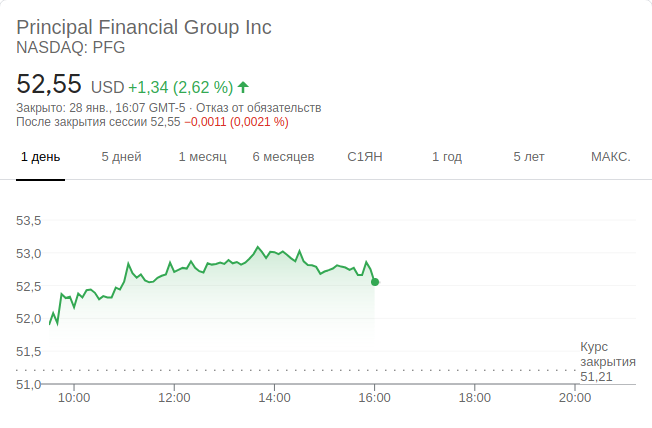 Principal Financial Group Inc
NASDAQ: PFG
52,55 USD +1,34 (2,62 %)
Закрыто: 28 янв., 16:07 GMT-5 · Отказ от обязательств
После закрытия сессии 52,55 −0,0011 (0,0021 %)
1 день 5 дней 1 месяц 6 месяцев С1ЯН 1 год 5 лет МАКС.
53,5
53,0
52,5
52,0
51,5
51,0
Курс
закрытия
51,21
10:00 12:00 14:00 16:00 18:00 20:00